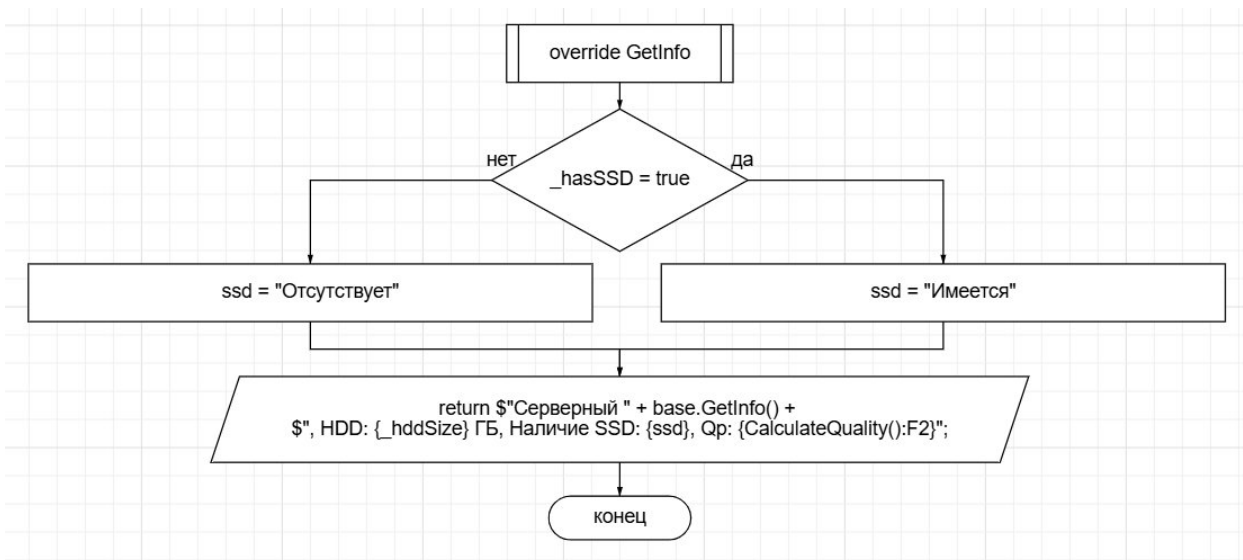 override GetInfo
нет
да
_hasSSD = true
ssd = "Отсутствует"
ssd = "Имеется"
return $"Серверный " + base.GetInfo() +
$", HDD: {_hddSize} ГБ, Наличие SSD: {ssd}, Qp: {CalculateQuality():F2}";
конец